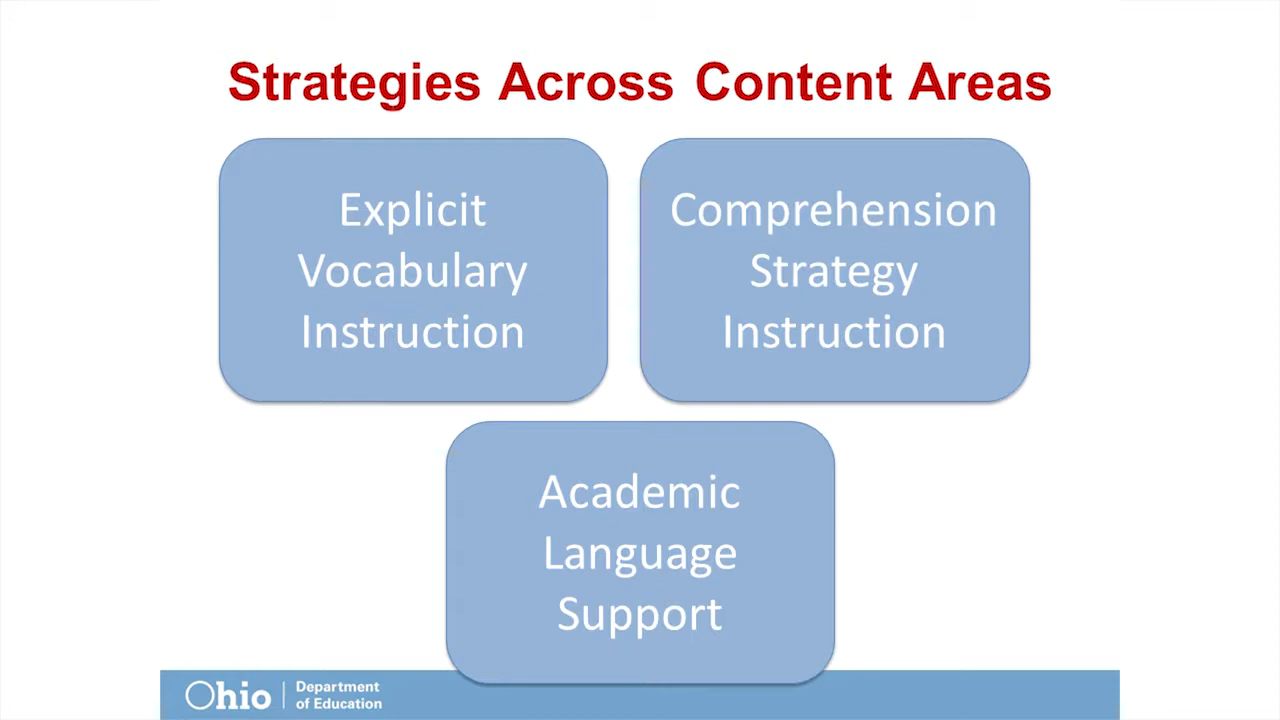 Strategies Across Content Areas
Explicit
Vocabulary
Instruction
Comprehension
Strategy
Instruction
Academic
Language
Support
Ohio
Department
of Education